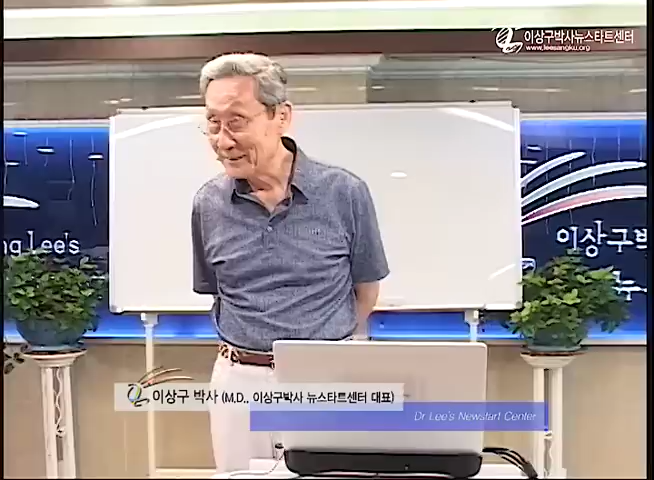 이상구박사뉴스타트센터
www.leesangku.org
Lee's
이상구
이상구 박사 (M.D., 이상구박사 뉴스타트센터 대표)
Dr Lee's Newstart Center